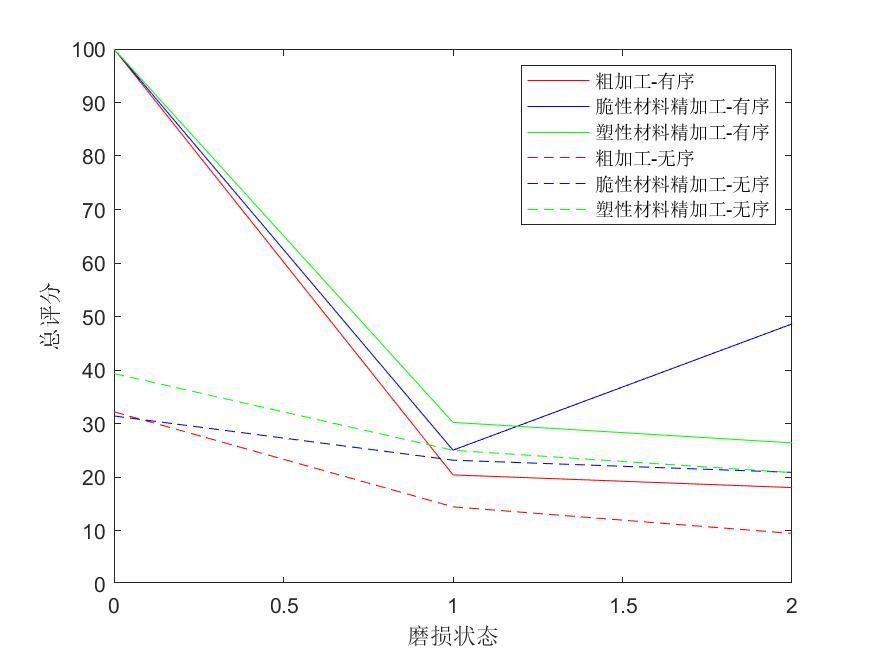 100
90
80
70
60
50
40
30
20
10
0
总评分
粗加工-有序
脆性材料精加工-有序
塑性材料精加工-有序
粗加工-无序
脆性材料精加工-无序
塑性材料精加工-无序
0 0.5 1 1.5 2
磨损状态